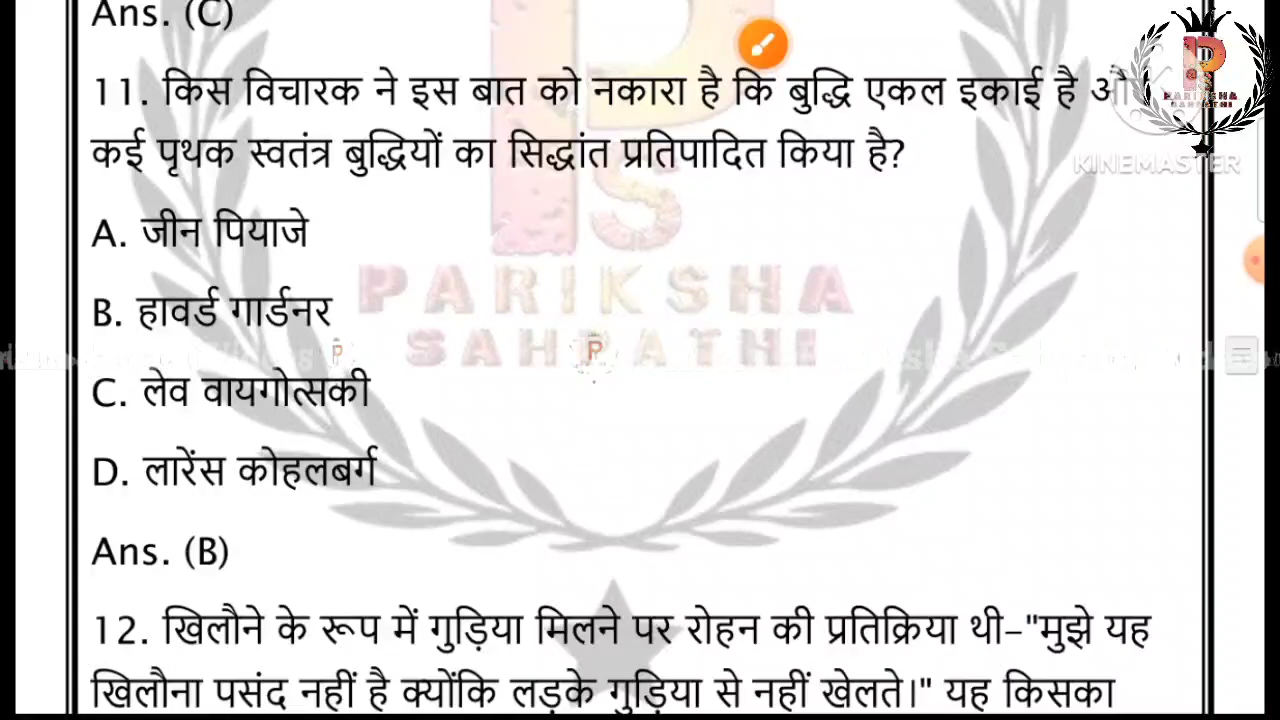 Ans. (C)
11. किस विचारक ने इस बात को नकारा है कि बुद्धि एकल इकाई है
कई पृथक स्वतंत्र बुद्धियों का सिद्धांत प्रतिपादित किया है?
KINEMASTER
A. जीन पियाजे
PARIKSHA
B. हावर्ड गार्डनर
SAHPATHI
C. लेव वायगोत्सकी
D. लारेंस कोहलबर्ग
Ans. (B)
12. खिलौने के रूप में गुड़िया मिलने पर रोहन की प्रतिक्रिया थी–"मुझे यह
खिलौना पसंद नहीं है क्योंकि लड़के गुड़िया से नहीं खेलते।" यह किसका